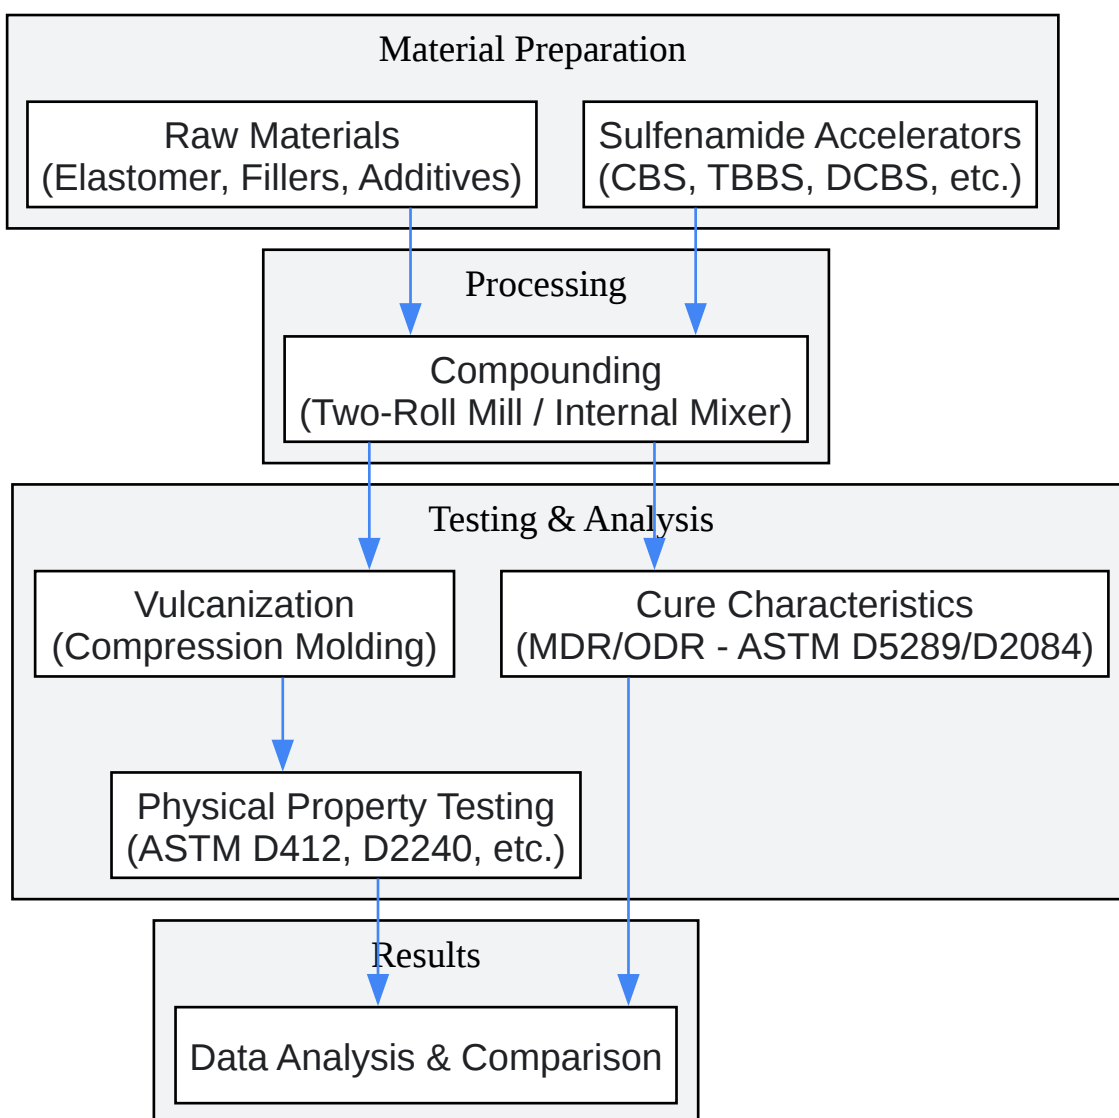 Material Preparation
Raw Materials
(Elastomer, Fillers, Additives)
Sulfenamide Accelerators
(CBS, TBBS, DCBS, etc.)
Processing
Compounding
(Two-Roll Mill / Internal Mixer)
Testing & Analysis
Vulcanization
(Compression Molding)
Cure Characteristics
(MDR/ODR - ASTM D5289/D2084)
Physical Property Testing
(ASTM D412, D2240, etc.)
Results
Data Analysis & Comparison